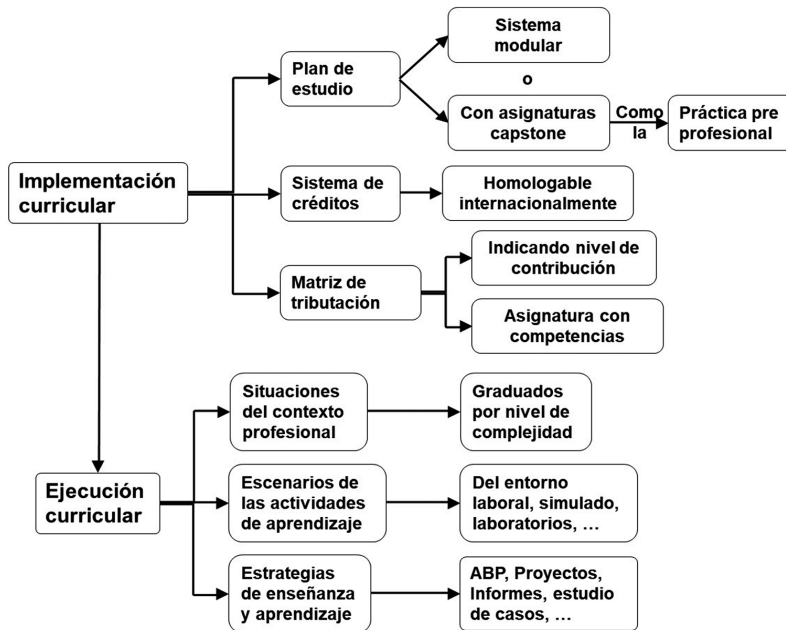 Implementación
curricular
Plan de
estudio
Sistema
modular
o
Con asignaturas
capstone
Como
la
Práctica pre
profesional
Sistema de
créditos
Homologable
internacionalmente
Matriz de
tributación
Indicando nivel de
contribución
Asignatura con
competencias
Ejecución
curricular
Situaciones
del contexto
profesional
Graduados
por nivel de
complejidad
Escenarios de
las actividades
de aprendizaje
Del entorno
laboral, simulado,
laboratorios, …
Estrategias
de enseñanza
y aprendizaje
ABP, Proyectos,
Informes, estudio
de casos, …